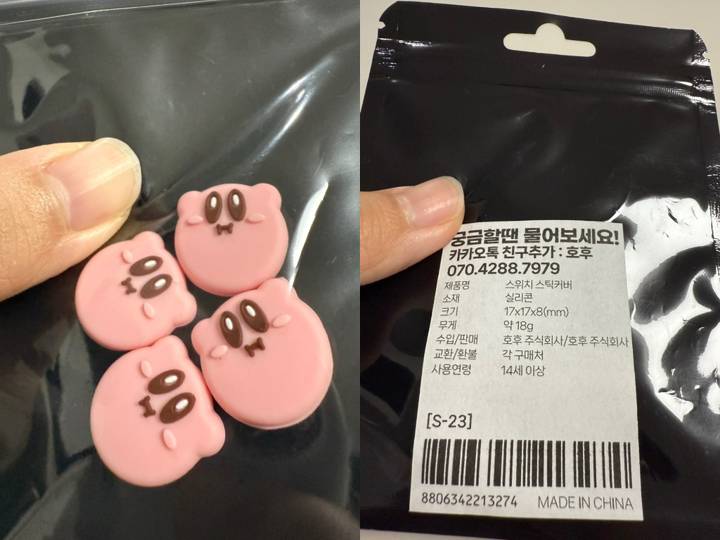 궁금할땐 물어보세요!
카카오톡 친구추가 : 호후
070.4288.7979
제품명 스위치 스틱커버
소재 실리콘
크기 17x17x8(mm)
무게 약 18g
수입/판매 호후 주식회사/호후 주식회사
교환/환불 각 구매처
사용연령 14세 이상
[S-23]
8806342213274 MADE IN CHINA